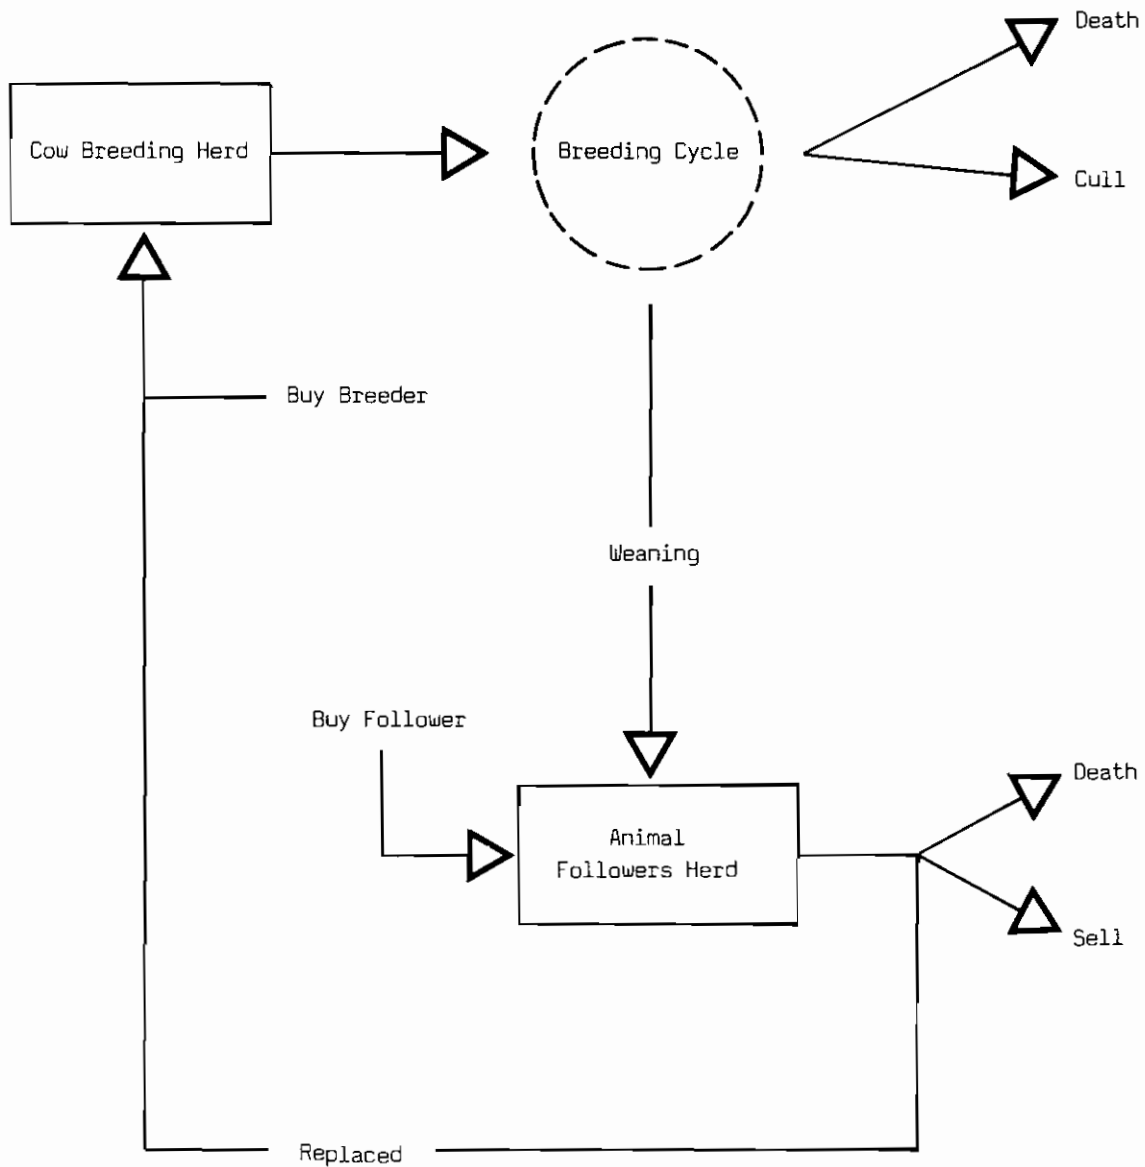 Death
Cow Breeding Herd
Breeding Cycle
Cull
Buy Breeder
Weaning
Buy Follower
Death
Animal
Followers Herd
Sell
Replaced